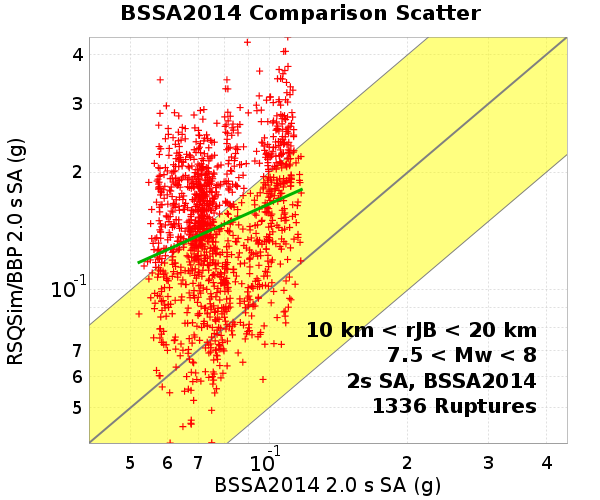 BSSA2014 Comparison Scatter
RSQSim/BBP 2.0 s SA (g)
4
3
2
10-1
7
6
5
10 km < rJB < 20 km
7.5 < Mw < 8
2s SA, BSSA2014
1336 Ruptures
5 6 7 10-1 2 3 4
BSSA2014 2.0 s SA (g)